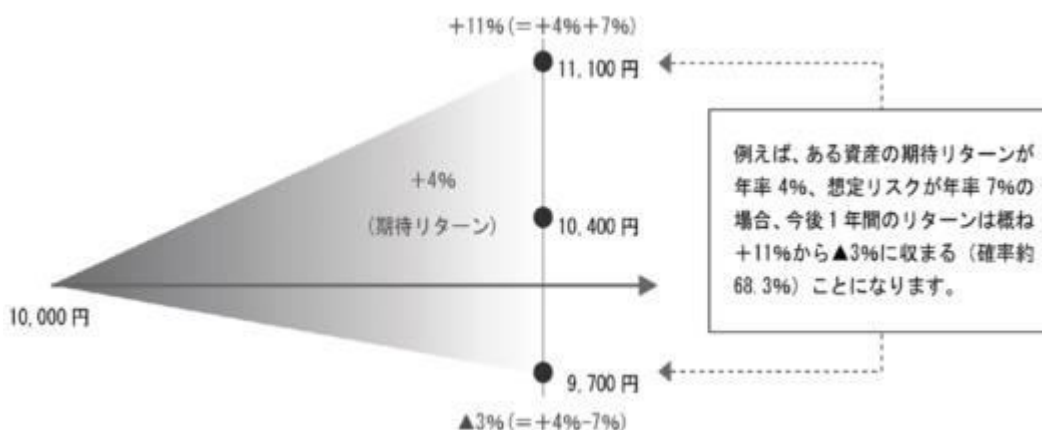 +11%(=+4%+7%)
11,100円
+4%
(期待リターン)
10,400円
10,000円
9,700円
▲3%(=+4%-7%)
例えば、ある資産の期待リターンが
年率4%、想定リスクが年率7%の
場合、今後1年間のリターンは概ね
+11%から▲3%に収まる（確率約
68.3%）ことになります。